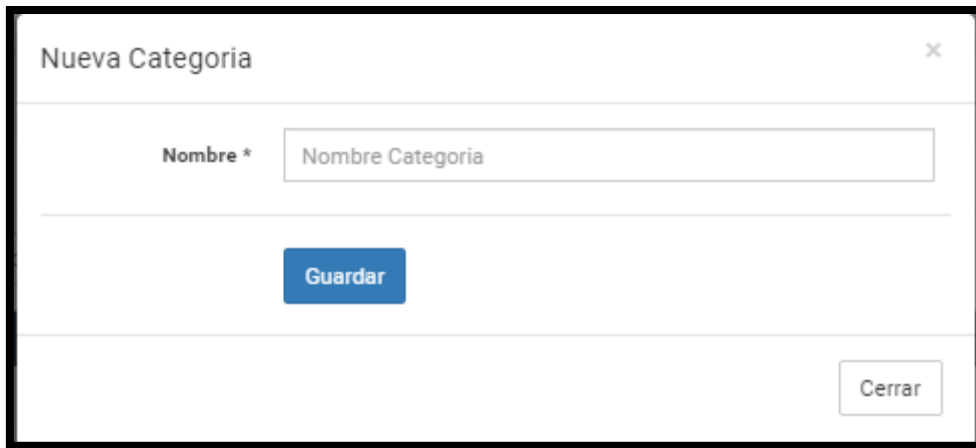 Nueva Categoria ×
Nombre * Nombre Categoria
Guardar
Cerrar